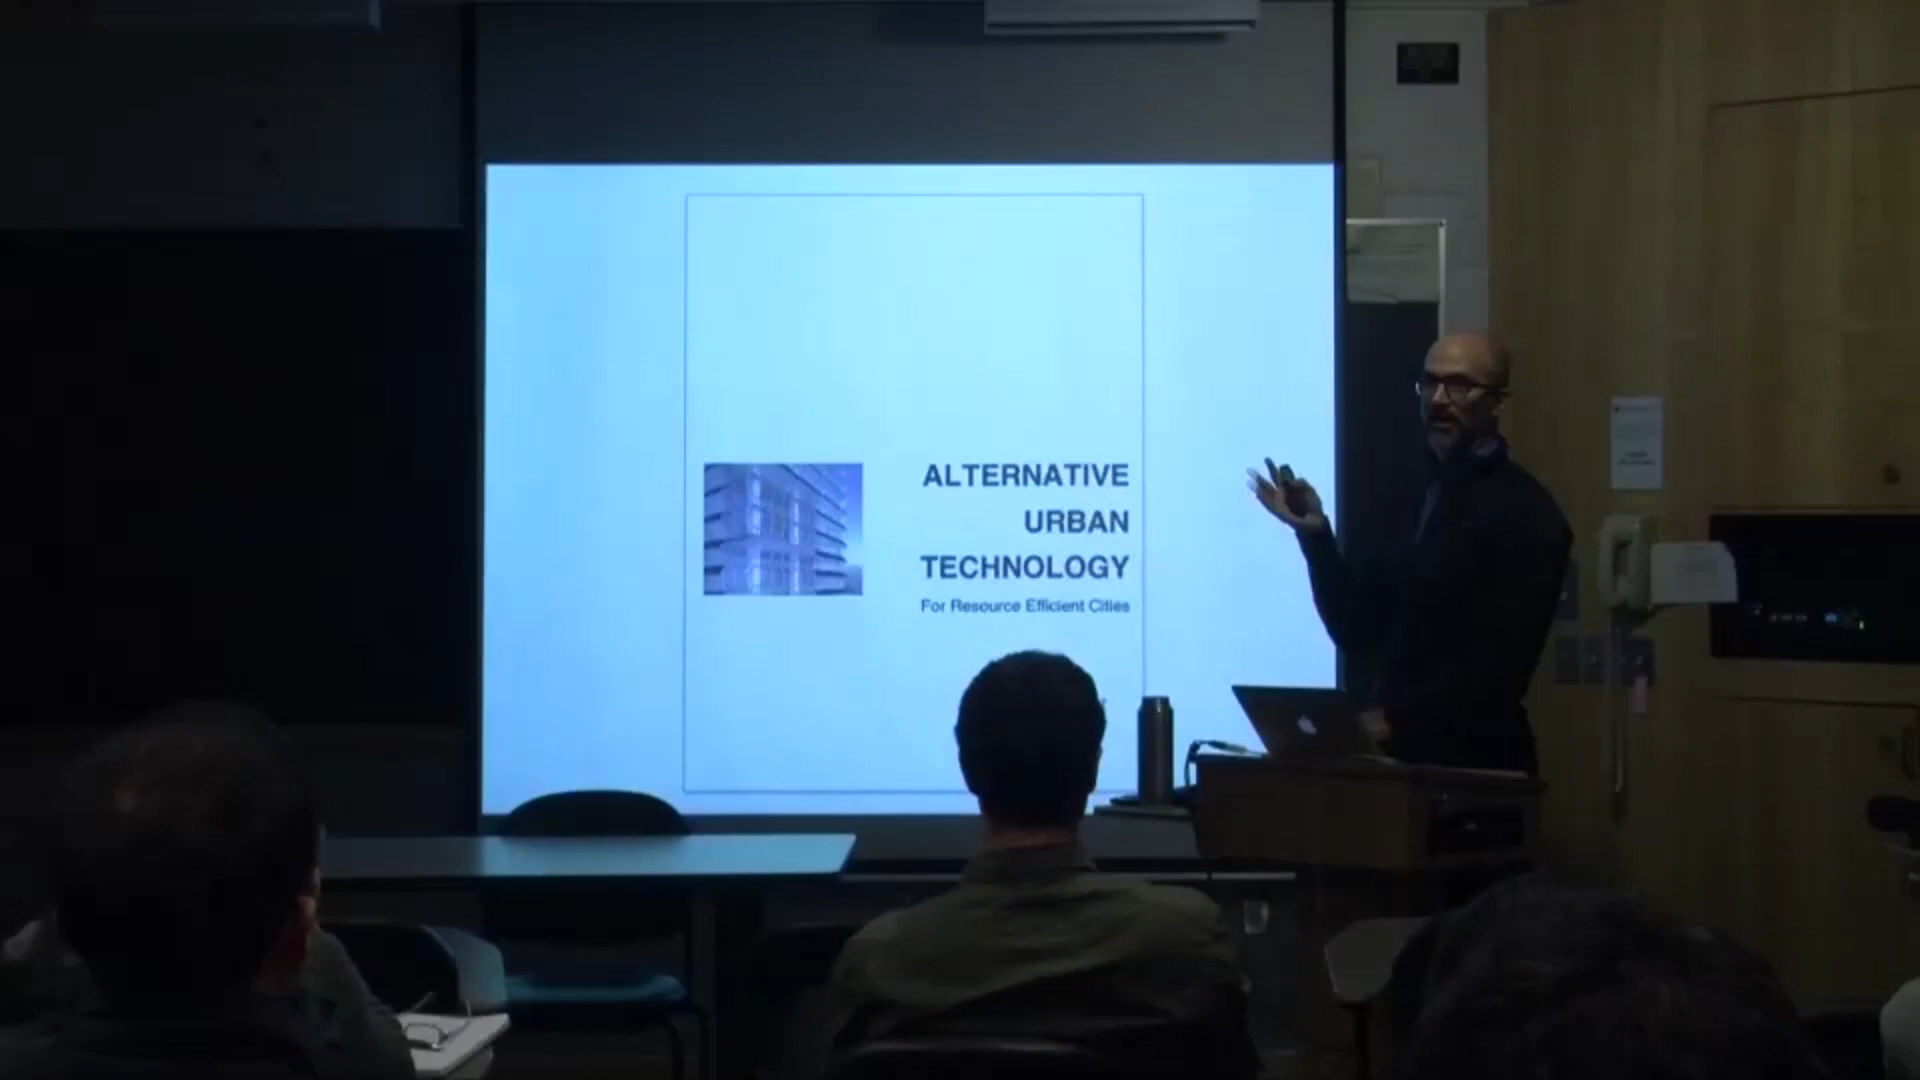 ALTERNATIVE
URBAN
TECHNOLOGY
For Resource Efficient Cities